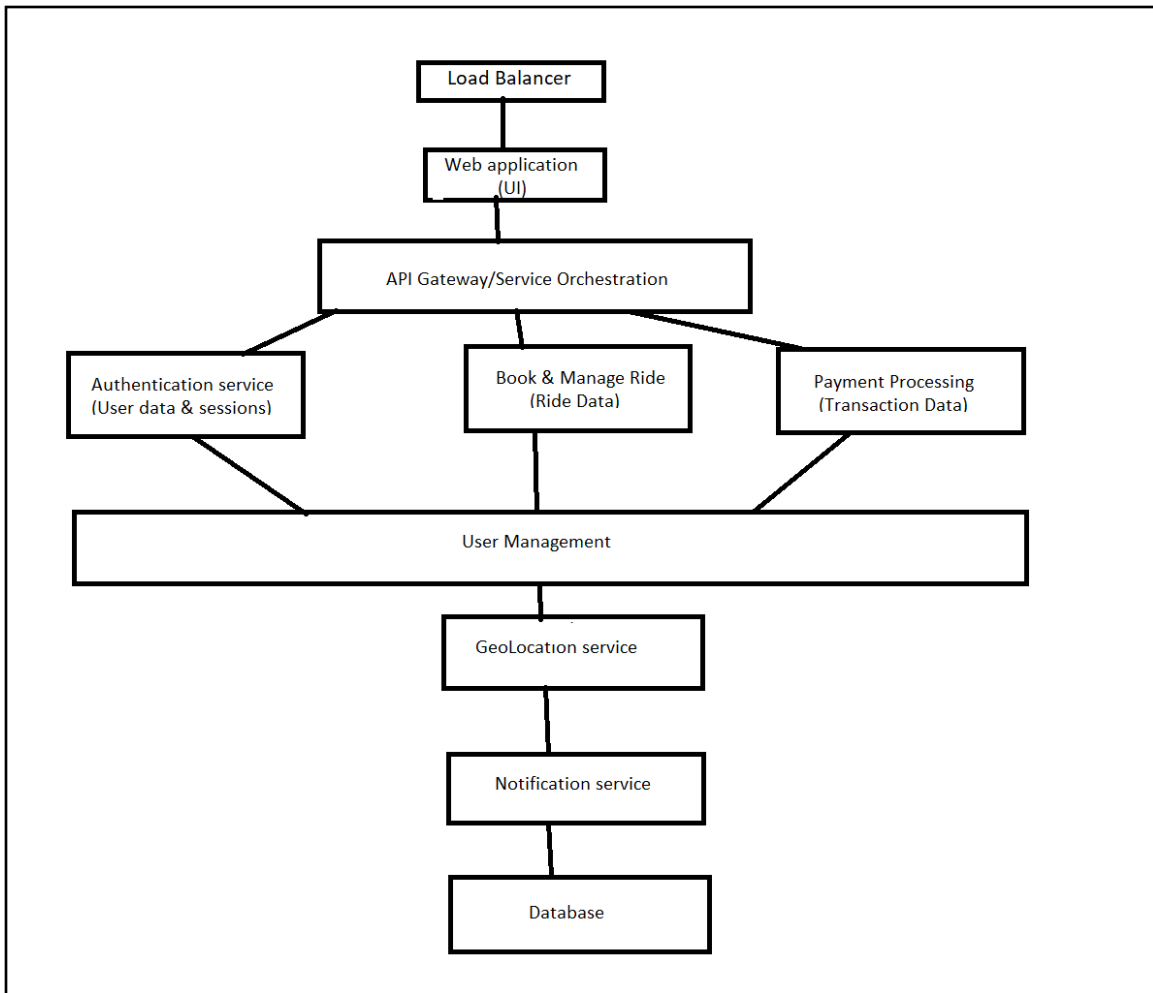 Load Balancer
Web application
(UI)
API Gateway/Service Orchestration
Authentication service
(User data & sessions)
Book & Manage Ride
(Ride Data)
Payment Processing
(Transaction Data)
User Management
GeoLocation service
Notification service
Database